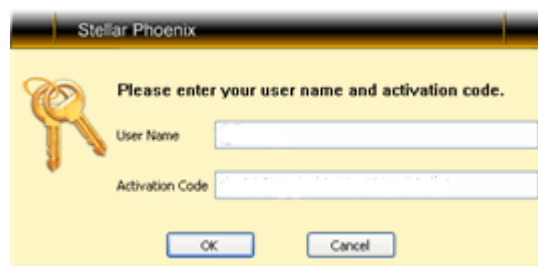 Stellar Phoenix
Please enter your user name and activation code.
User Name
Activation Code
OK
Cancel